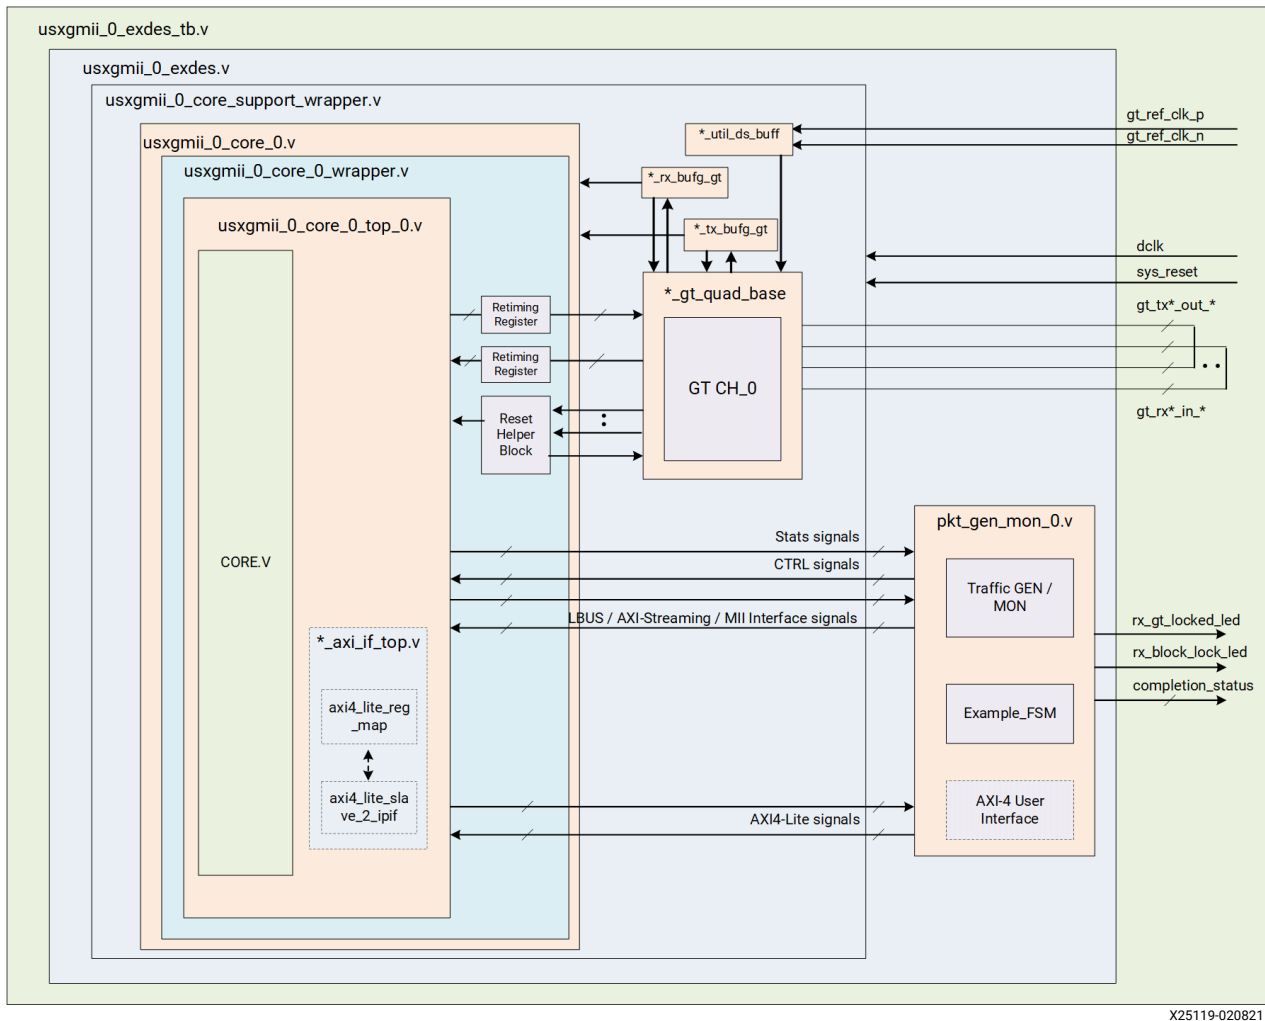 usxgmii_0_exdes_tb.v
usxgmii_0_exdes.v
usxgmii_0_core_support_wrapper.v
usxgmii_0_core_0.v
usxgmii_0_core_0_wrapper.v
usxgmii_0_core_0_top_0.v
CORE.V
*_axi_if_top.v
axi4_lite_reg
_map
axi4_lite_sla
ve_2_ipif
Retiming
Register
Retiming
Register
Reset
Helper
Block
*_util_ds_buff
*_rx_bufg_gt
*_tx_bufg_gt
*_gt_quad_base
GT CH_0
gt_ref_clk_p
gt_ref_clk_n
dclk
sys_reset
gt_tx*_out_*
gt_rx*_in_*
Stats signals
CTRL signals
LBUS / AXI-Streaming / MII Interface signals
AXI4-Lite signals
pkt_gen_mon_0.v
Traffic GEN /
MON
Example_FSM
AXI-4 User
Interface
rx_gt_locked_led
rx_block_lock_led
completion_status
X25119-020821